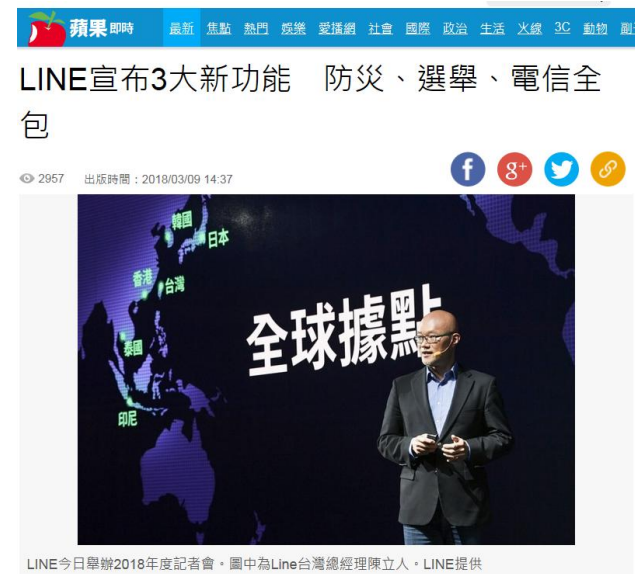 蘋果即時 最新 焦點 熱門 娛樂 愛播網 社會 國際 政治 生活 火線 3C 動物 副
LINE宣布3大新功能　防災、選舉、電信全
包
2957 出版時間：2018/03/09 14:37
f g+
韓國
日本
香港
台灣
全球據點
泰國
印尼
LINE今日舉辦2018年度記者會。圖中為Line台灣總經理陳立人。LINE提供